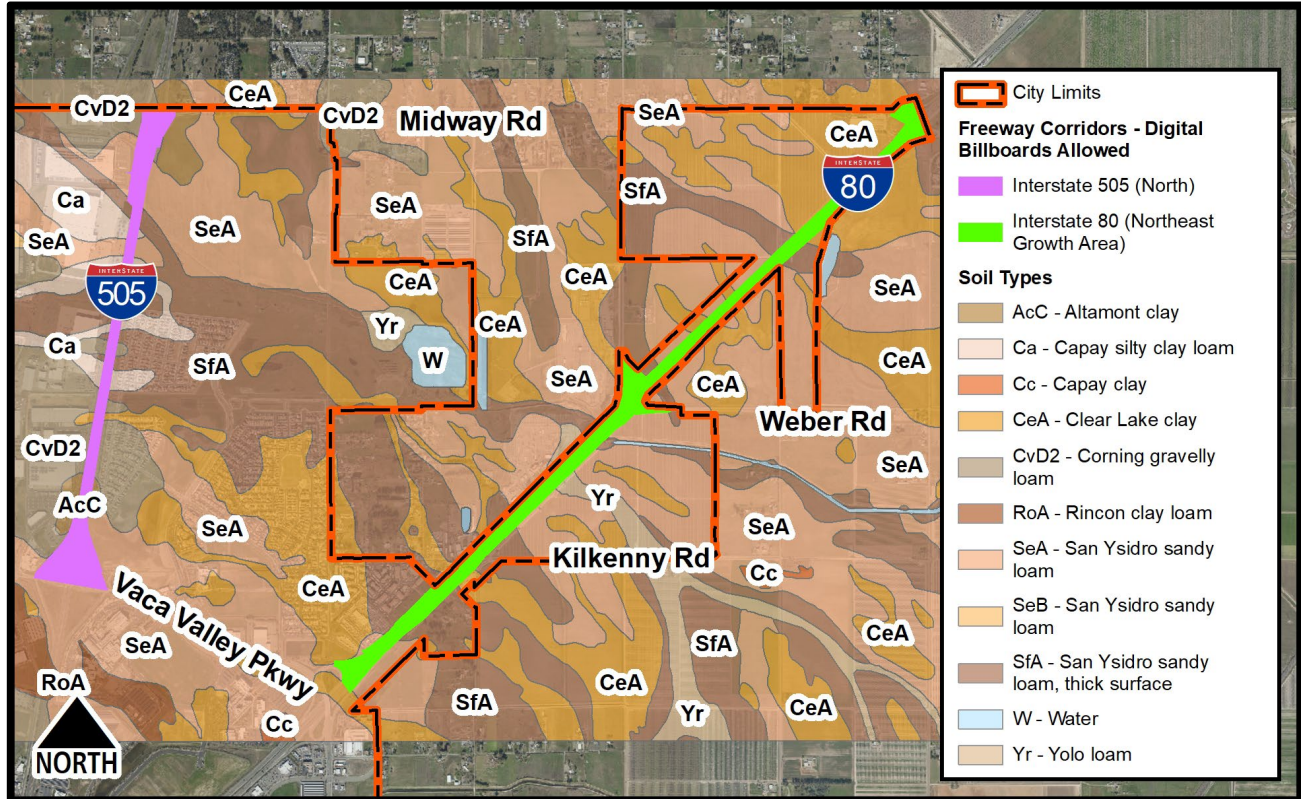 CvD2
CeA
CvD2
Midway Rd
SeA
CeA
INTERSTATE
80
Ca
SeA
SeA
SeA
SfA
SfA
CeA
CeA
SeA
INTERSTATE
505
Yr
CeA
Ca
W
SfA
SeA
CeA
CeA
Weber Rd
CvD2
SeA
AcC
Yr
SeA
SeA
Kilkenny Rd
Cc
CeA
Vaca Valley Pkwy
SeA
SfA
CeA
RoA
CeA
SfA
Yr
CeA
Cc
NORTH
City Limits
Freeway Corridors - Digital
Billboards Allowed
Interstate 505 (North)
Interstate 80 (Northeast
Growth Area)
Soil Types
AcC - Altamont clay
Ca - Capay silty clay loam
Cc - Capay clay
CeA - Clear Lake clay
CvD2 - Corning gravelly
loam
RoA - Rincon clay loam
SeA - San Ysidro sandy
loam
SeB - San Ysidro sandy
loam
SfA - San Ysidro sandy
loam, thick surface
W - Water
Yr - Yolo loam